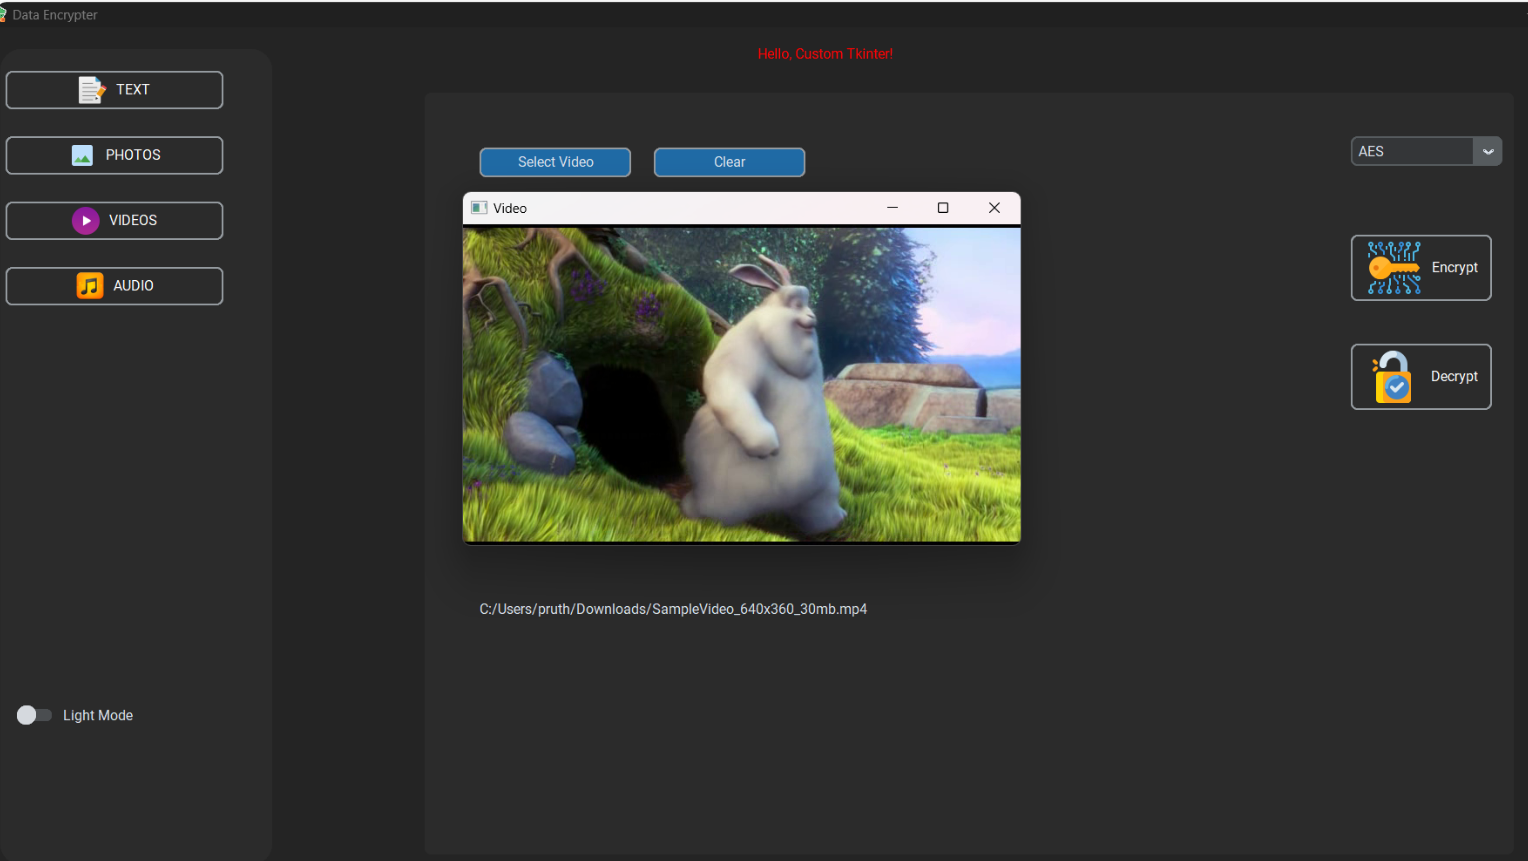 Data Encrypter
Hello, Custom Tkinter!
TEXT
PHOTOS
VIDEOS
AUDIO
Light Mode
Select Video
Clear
AES
Video
Encrypt
Decrypt
C:/Users/pruth/Downloads/SampleVideo_640x360_30mb.mp4